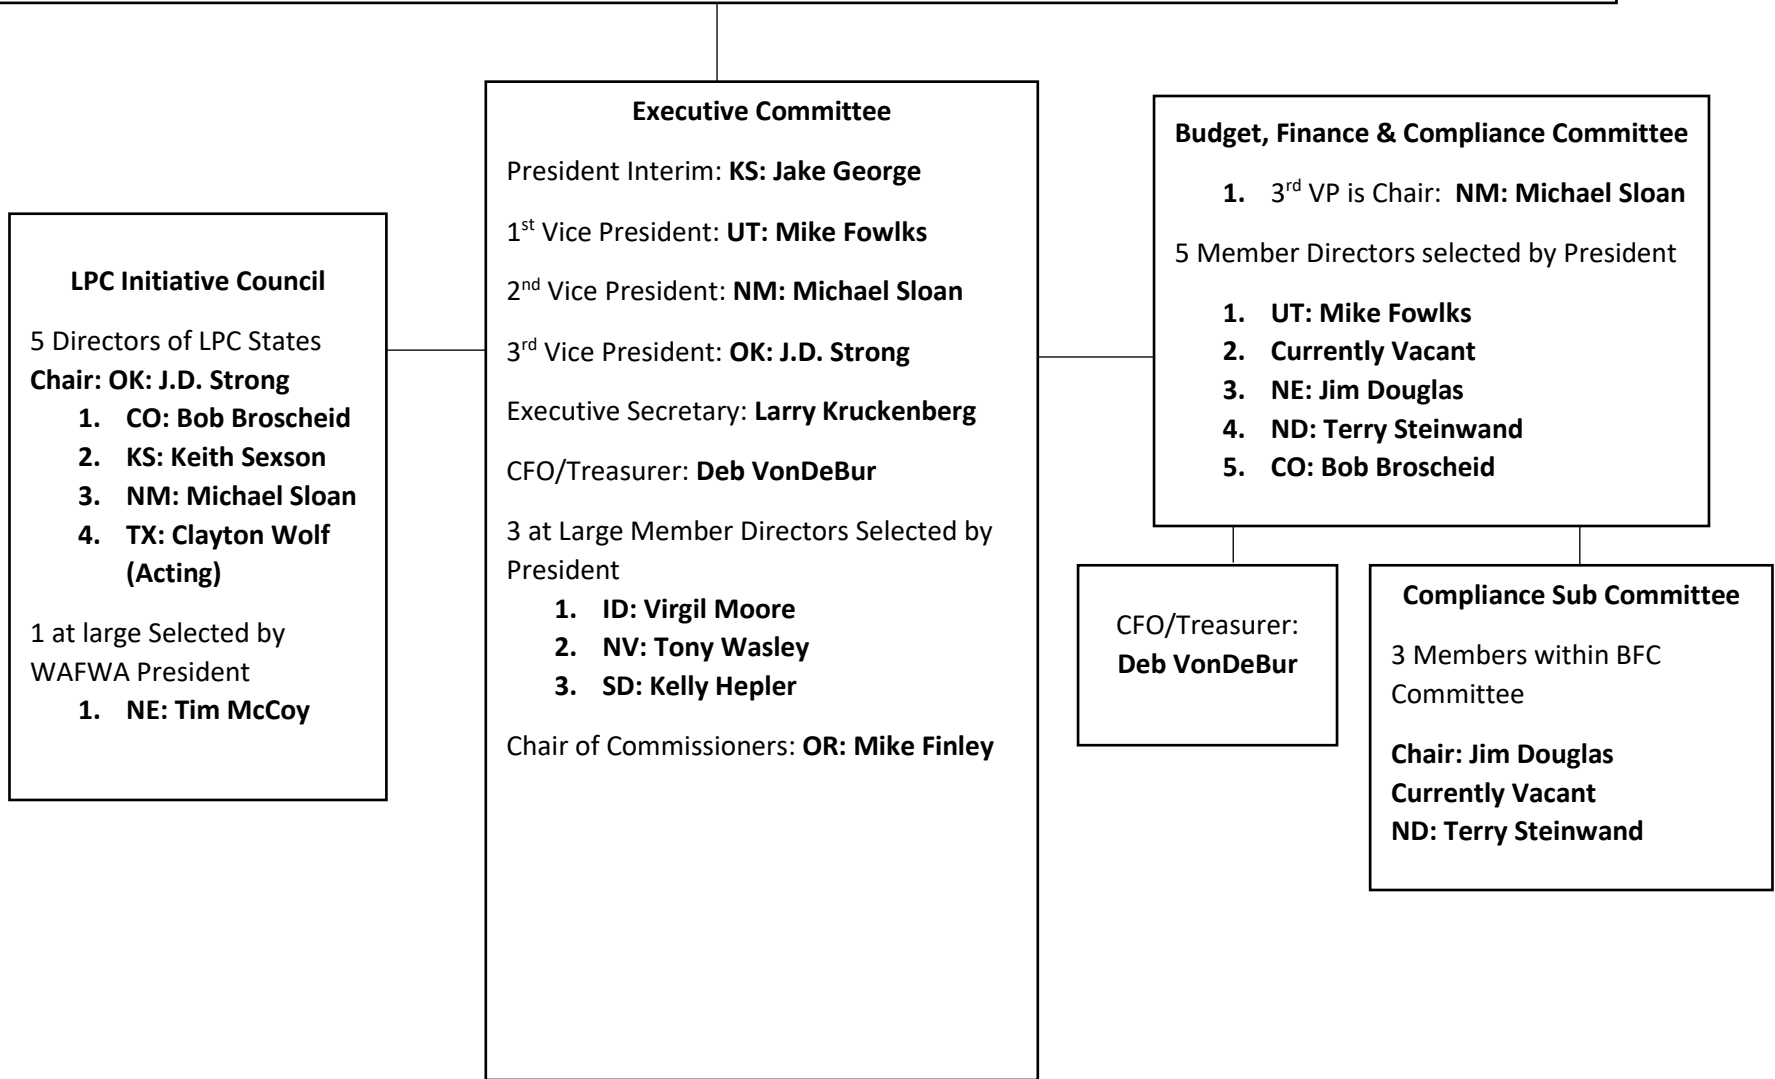 Executive Committee
President Interim: KS: Jake George
1st Vice President: UT: Mike Fowlks
2nd Vice President: NM: Michael Sloan
3rd Vice President: OK: J.D. Strong
Executive Secretary: Larry Kruckenberg
CFO/Treasurer: Deb VonDeBur
3 at Large Member Directors Selected by
President
1. ID: Virgil Moore
2. NV: Tony Wasley
3. SD: Kelly Hepler
Chair of Commissioners: OR: Mike Finley
LPC Initiative Council
5 Directors of LPC States
Chair: OK: J.D. Strong
1. CO: Bob Broscheid
2. KS: Keith Sexson
3. NM: Michael Sloan
4. TX: Clayton Wolf
(Acting)
1 at large Selected by
WAFWA President
1. NE: Tim McCoy
Budget, Finance & Compliance Committee
1. 3rd VP is Chair: NM: Michael Sloan
5 Member Directors selected by President
1. UT: Mike Fowlks
2. Currently Vacant
3. NE: Jim Douglas
4. ND: Terry Steinwand
5. CO: Bob Broscheid
CFO/Treasurer:
Deb VonDeBur
Compliance Sub Committee
3 Members within BFC
Committee
Chair: Jim Douglas
Currently Vacant
ND: Terry Steinwand